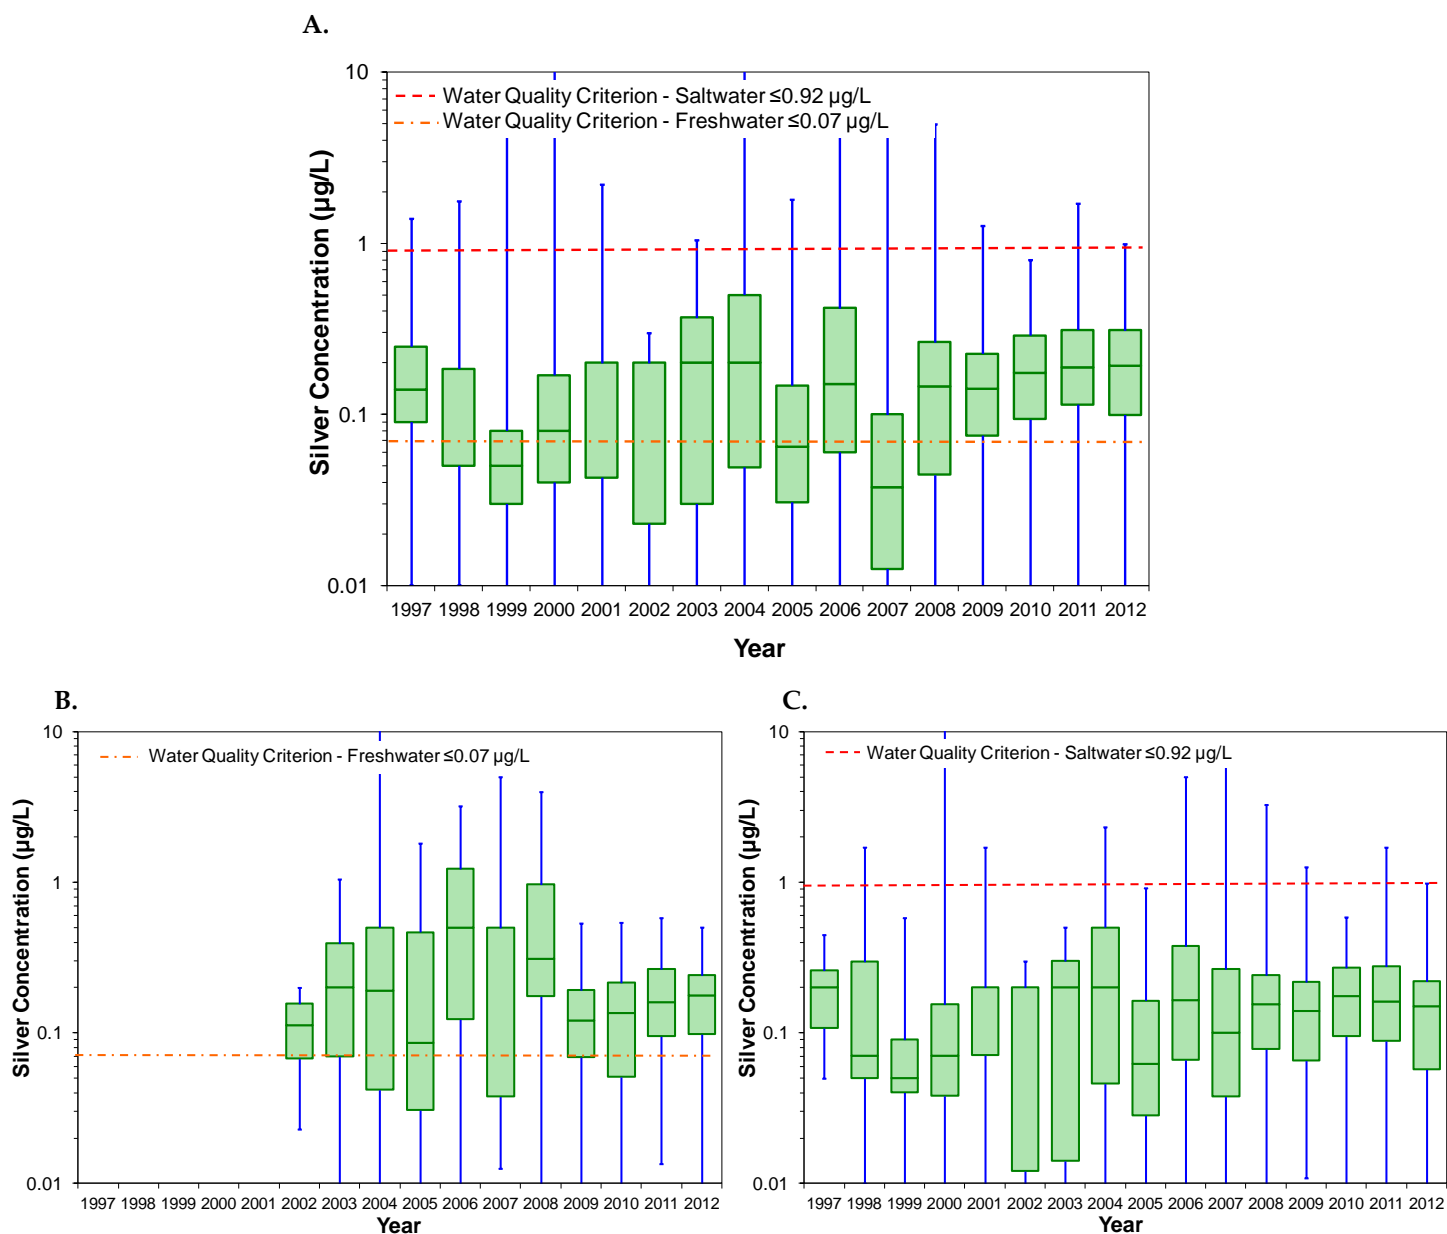 A.
10
1
0.1
0.01
Silver Concentration (µg/L)
Water Quality Criterion - Saltwater ≤0.92 µg/L
Water Quality Criterion - Freshwater ≤0.07 µg/L
1997 1998 1999 2000 2001 2002 2003 2004 2005 2006 2007 2008 2009 2010 2011 2012
Year
B.
10
1
0.1
0.01
Silver Concentration (µg/L)
Water Quality Criterion - Freshwater ≤0.07 µg/L
1997 1998 1999 2000 2001 2002 2003 2004 2005 2006 2007 2008 2009 2010 2011 2012
Year
C.
10
1
0.1
0.01
Silver Concentration (µg/L)
Water Quality Criterion - Saltwater ≤0.92 µg/L
1997 1998 1999 2000 2001 2002 2003 2004 2005 2006 2007 2008 2009 2010 2011 2012
Year